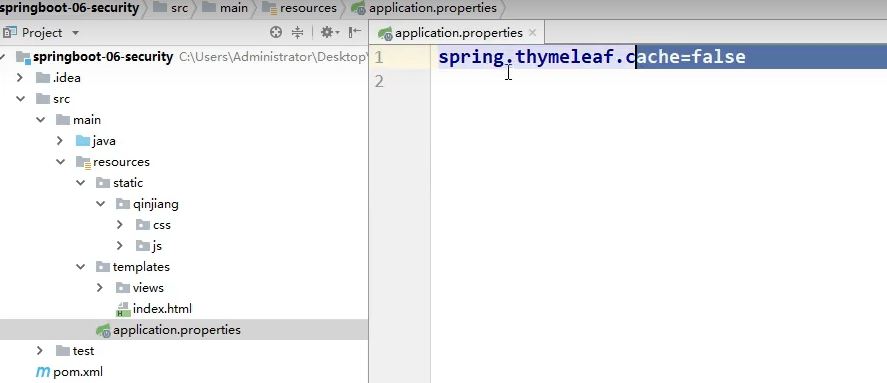 springboot-06-security src main resources application.properties
Project
application.properties
springboot-06-security C:\Users\Administrator\Desktop\
.idea
src
main
java
resources
static
qinjiang
css
js
templates
views
index.html
application.properties
test
pom.xml
1 spring.thymeleaf.cache=false
2